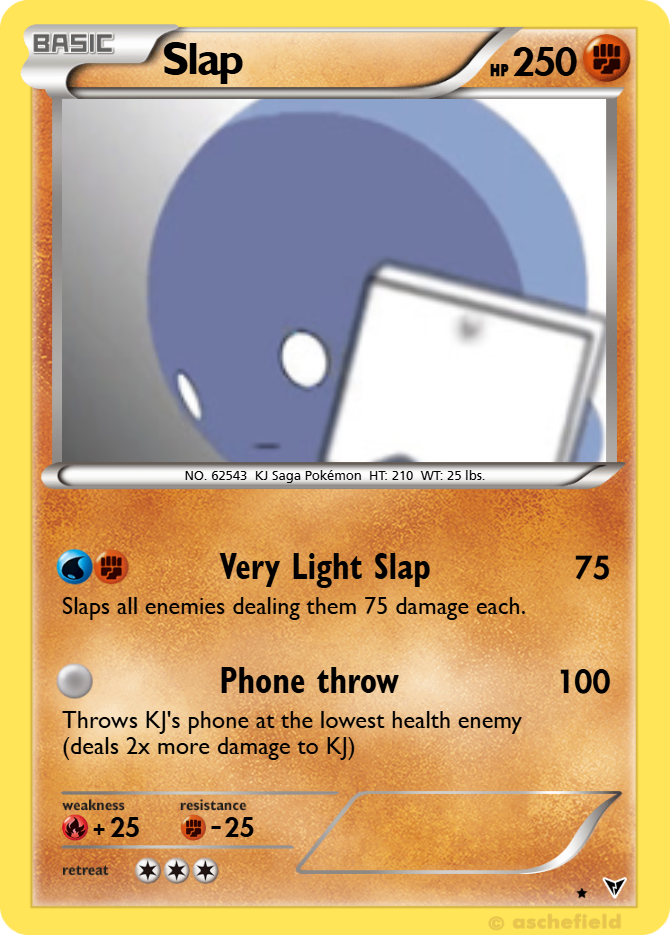 BASIC
Slap
HP 250
NO. 62543 KJ Saga Pokémon HT: 210 WT: 25 lbs.
Very Light Slap 75
Slaps all enemies dealing them 75 damage each.
Phone throw 100
Throws KJ's phone at the lowest health enemy
(deals 2x more damage to KJ)
weakness resistance
+25 -25
retreat
© aschefield